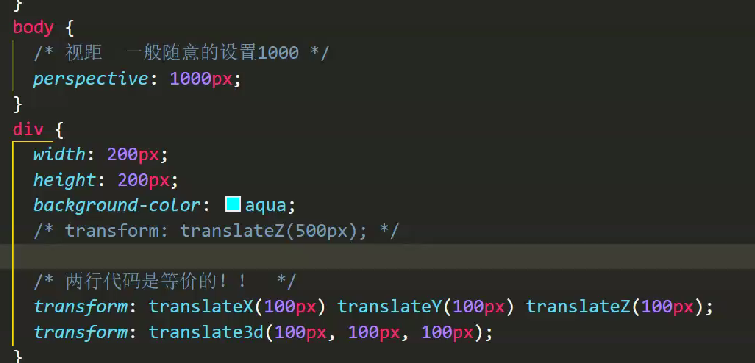 }
body {
/* 视距 一般随意的设置1000 */
perspective: 1000px;
}
div {
width: 200px;
height: 200px;
background-color: aqua;
/* transform: translateZ(500px); */
/* 两行代码是等价的！！ */
transform: translateX(100px) translateY(100px) translateZ(100px);
transform: translate3d(100px, 100px, 100px);
}